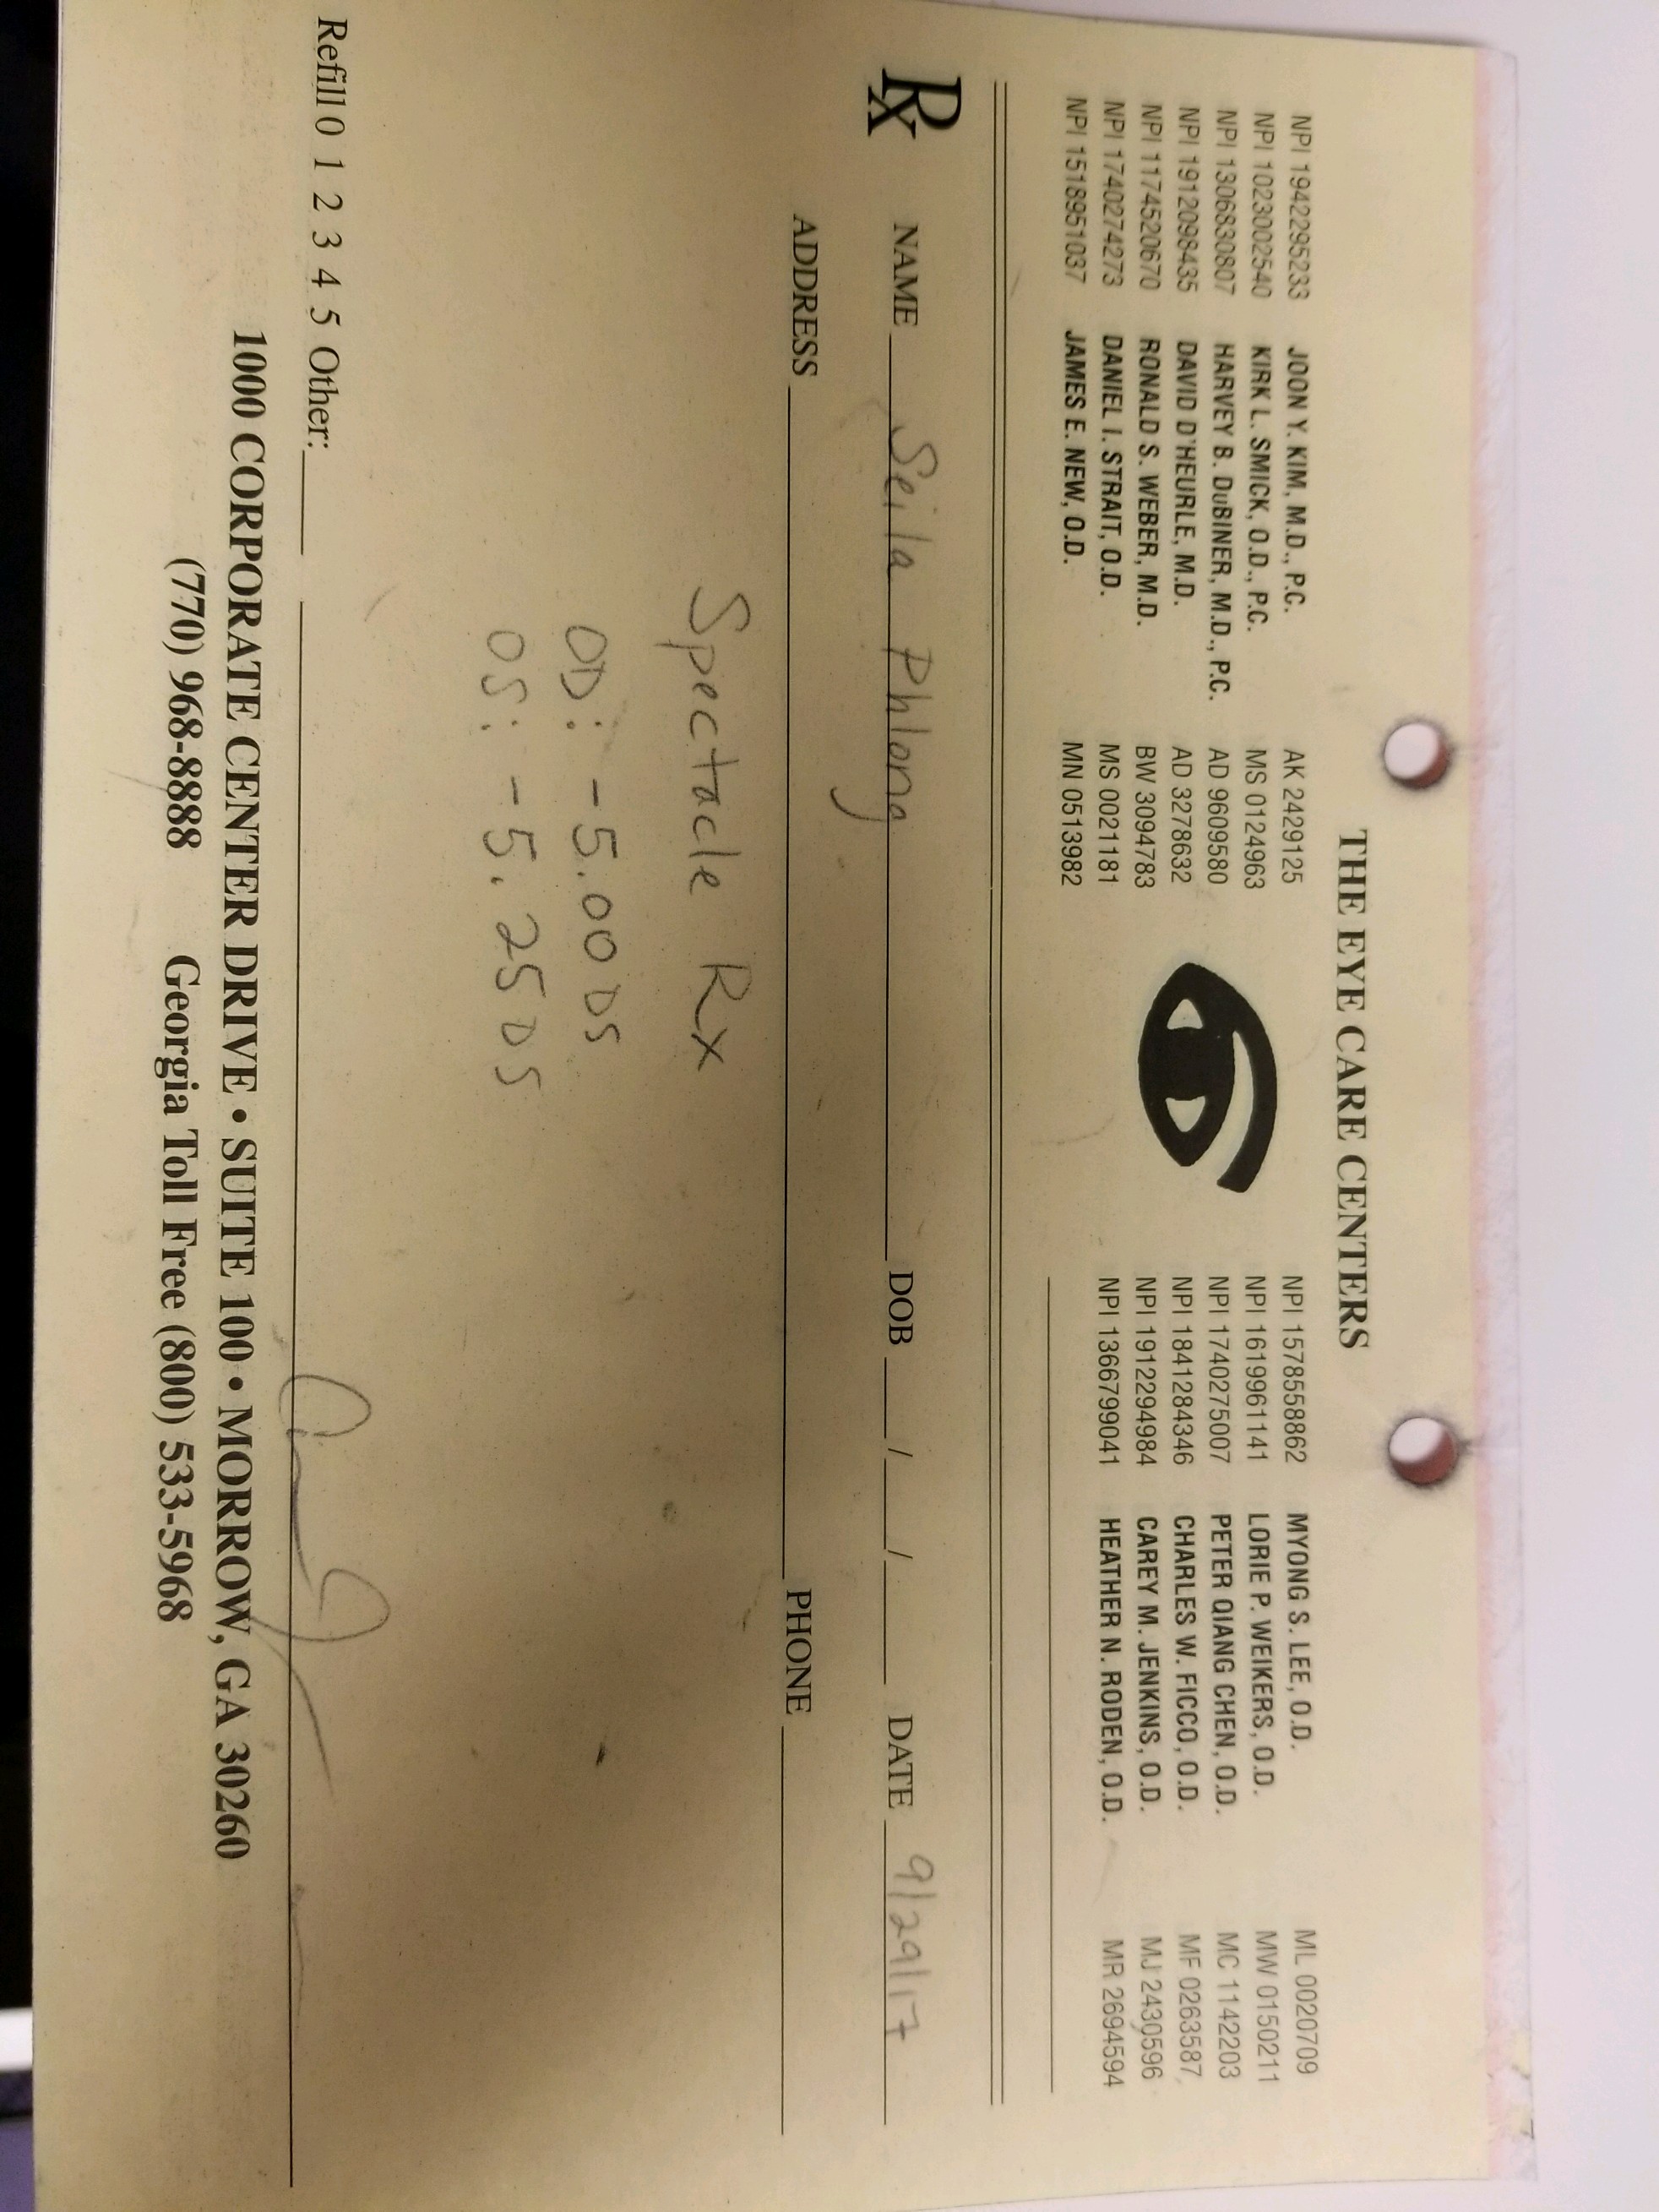 THE EYE CARE CENTERS
NPI 1942295233 JOON Y. KIM, M.D., P.C. AK 2429125
NPI 1023002540 KIRK L. SMICK, O.D., P.C. MS 0124963
NPI 1306830807 HARVEY B. DuBINER, M.D., P.C. AD 9609580
NPI 1912098435 DAVID D'HEURLE, M.D. AD 3278632
NPI 1174520670 RONALD S. WEBER, M.D. BW 3094783
NPI 1740274273 DANIEL I. STRAIT, O.D. MS 0021181
NPI 1518951037 JAMES E. NEW, O.D. MN 0513982
NPI 1578558862 MYONG S. LEE, O.D. ML 0020709
NPI 1619961141 LORIE P. WEIKERS, O.D. MW 0150211
NPI 1740275007 PETER QIANG CHEN, O.D. MC 1142203
NPI 1841284346 CHARLES W. FICCO, O.D. MF 0263587
NPI 1912294984 CAREY M. JENKINS, O.D. MJ 2430596
NPI 1366799041 HEATHER N. RODEN, O.D. MR 2694594
Rx NAME Seila Phlong DOB / / DATE 9/29/17
ADDRESS PHONE
Spectacle Rx
OD: -5.00 DS
OS: -5.25 DS
Refill 0 1 2 3 4 5 Other:
1000 CORPORATE CENTER DRIVE • SUITE 100 • MORROW, GA 30260
(770) 968-8888 Georgia Toll Free (800) 533-5968